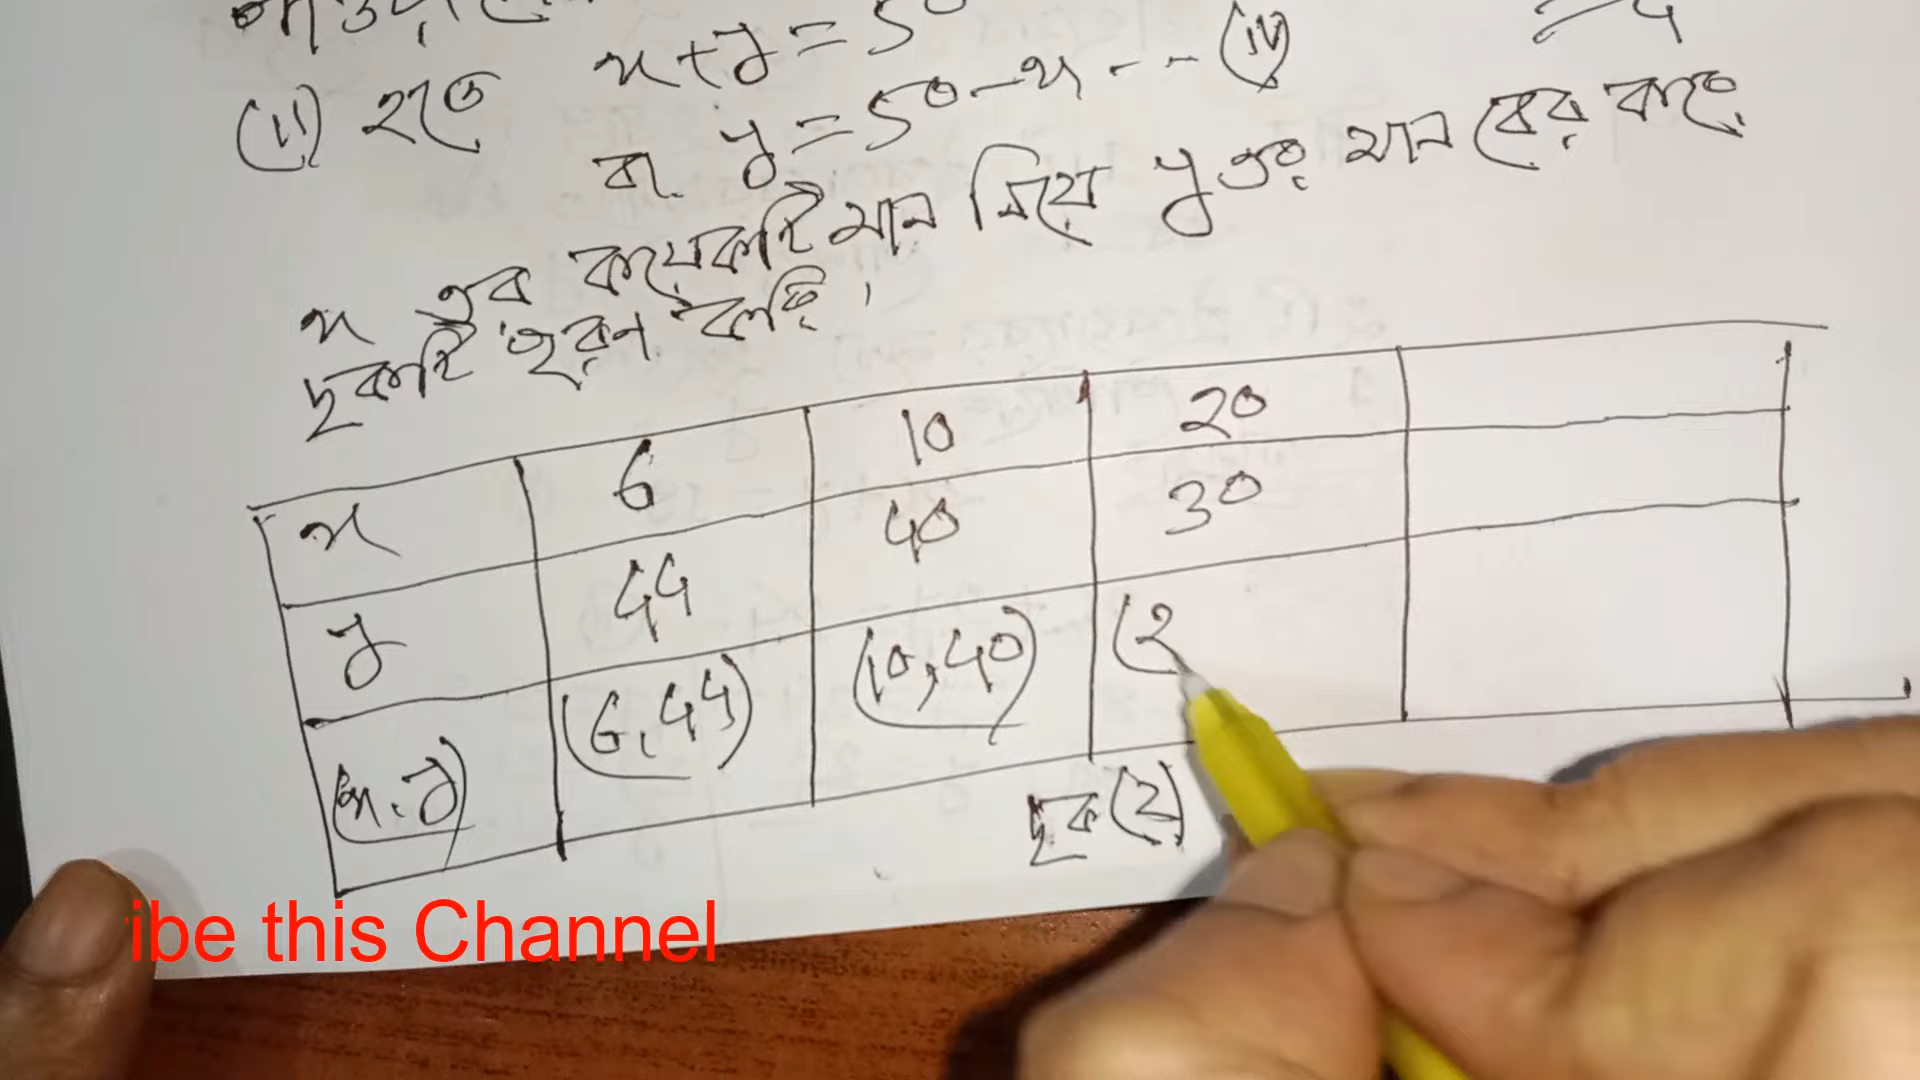 (ii) হতে x+y=50
বা, y=50-x --- (iv)
x এর কয়েকটি মান নিয়ে y এর মান বের করে
ছকটি পূরণ করছি।
x 6 10 20
y 44 40 30
(x,y) (6,44) (10,40) (2
ছক (2)
ibe this Channel